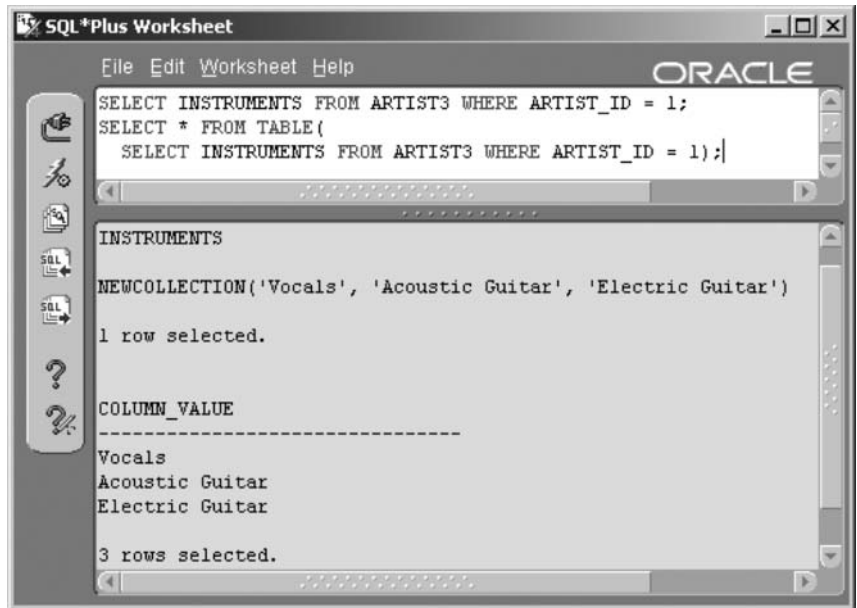 SQL*Plus Worksheet
File Edit Worksheet Help
ORACLE
SELECT INSTRUMENTS FROM ARTIST3 WHERE ARTIST_ID = 1;
SELECT * FROM TABLE(
  SELECT INSTRUMENTS FROM ARTIST3 WHERE ARTIST_ID = 1);
SQL
SQL
INSTRUMENTS
NEWCOLLECTION('Vocals', 'Acoustic Guitar', 'Electric Guitar')
1 row selected.
COLUMN_VALUE
--------------------------------
Vocals
Acoustic Guitar
Electric Guitar
3 rows selected.